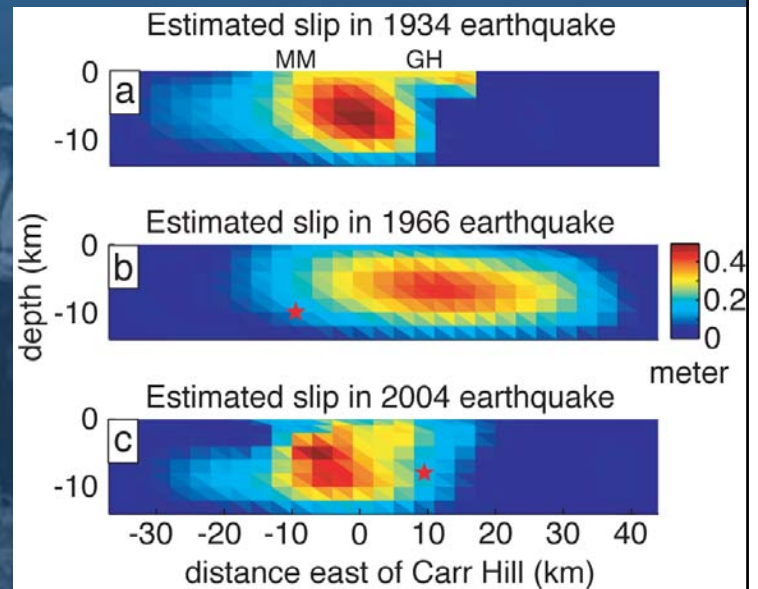 Estimated slip in 1934 earthquake
MM GH
0
a
-10
Estimated slip in 1966 earthquake
0
b
-10
0.4
0.2
0
meter
depth (km)
Estimated slip in 2004 earthquake
0
c
-10
-30 -20 -10 0 10 20 30 40
distance east of Carr Hill (km)